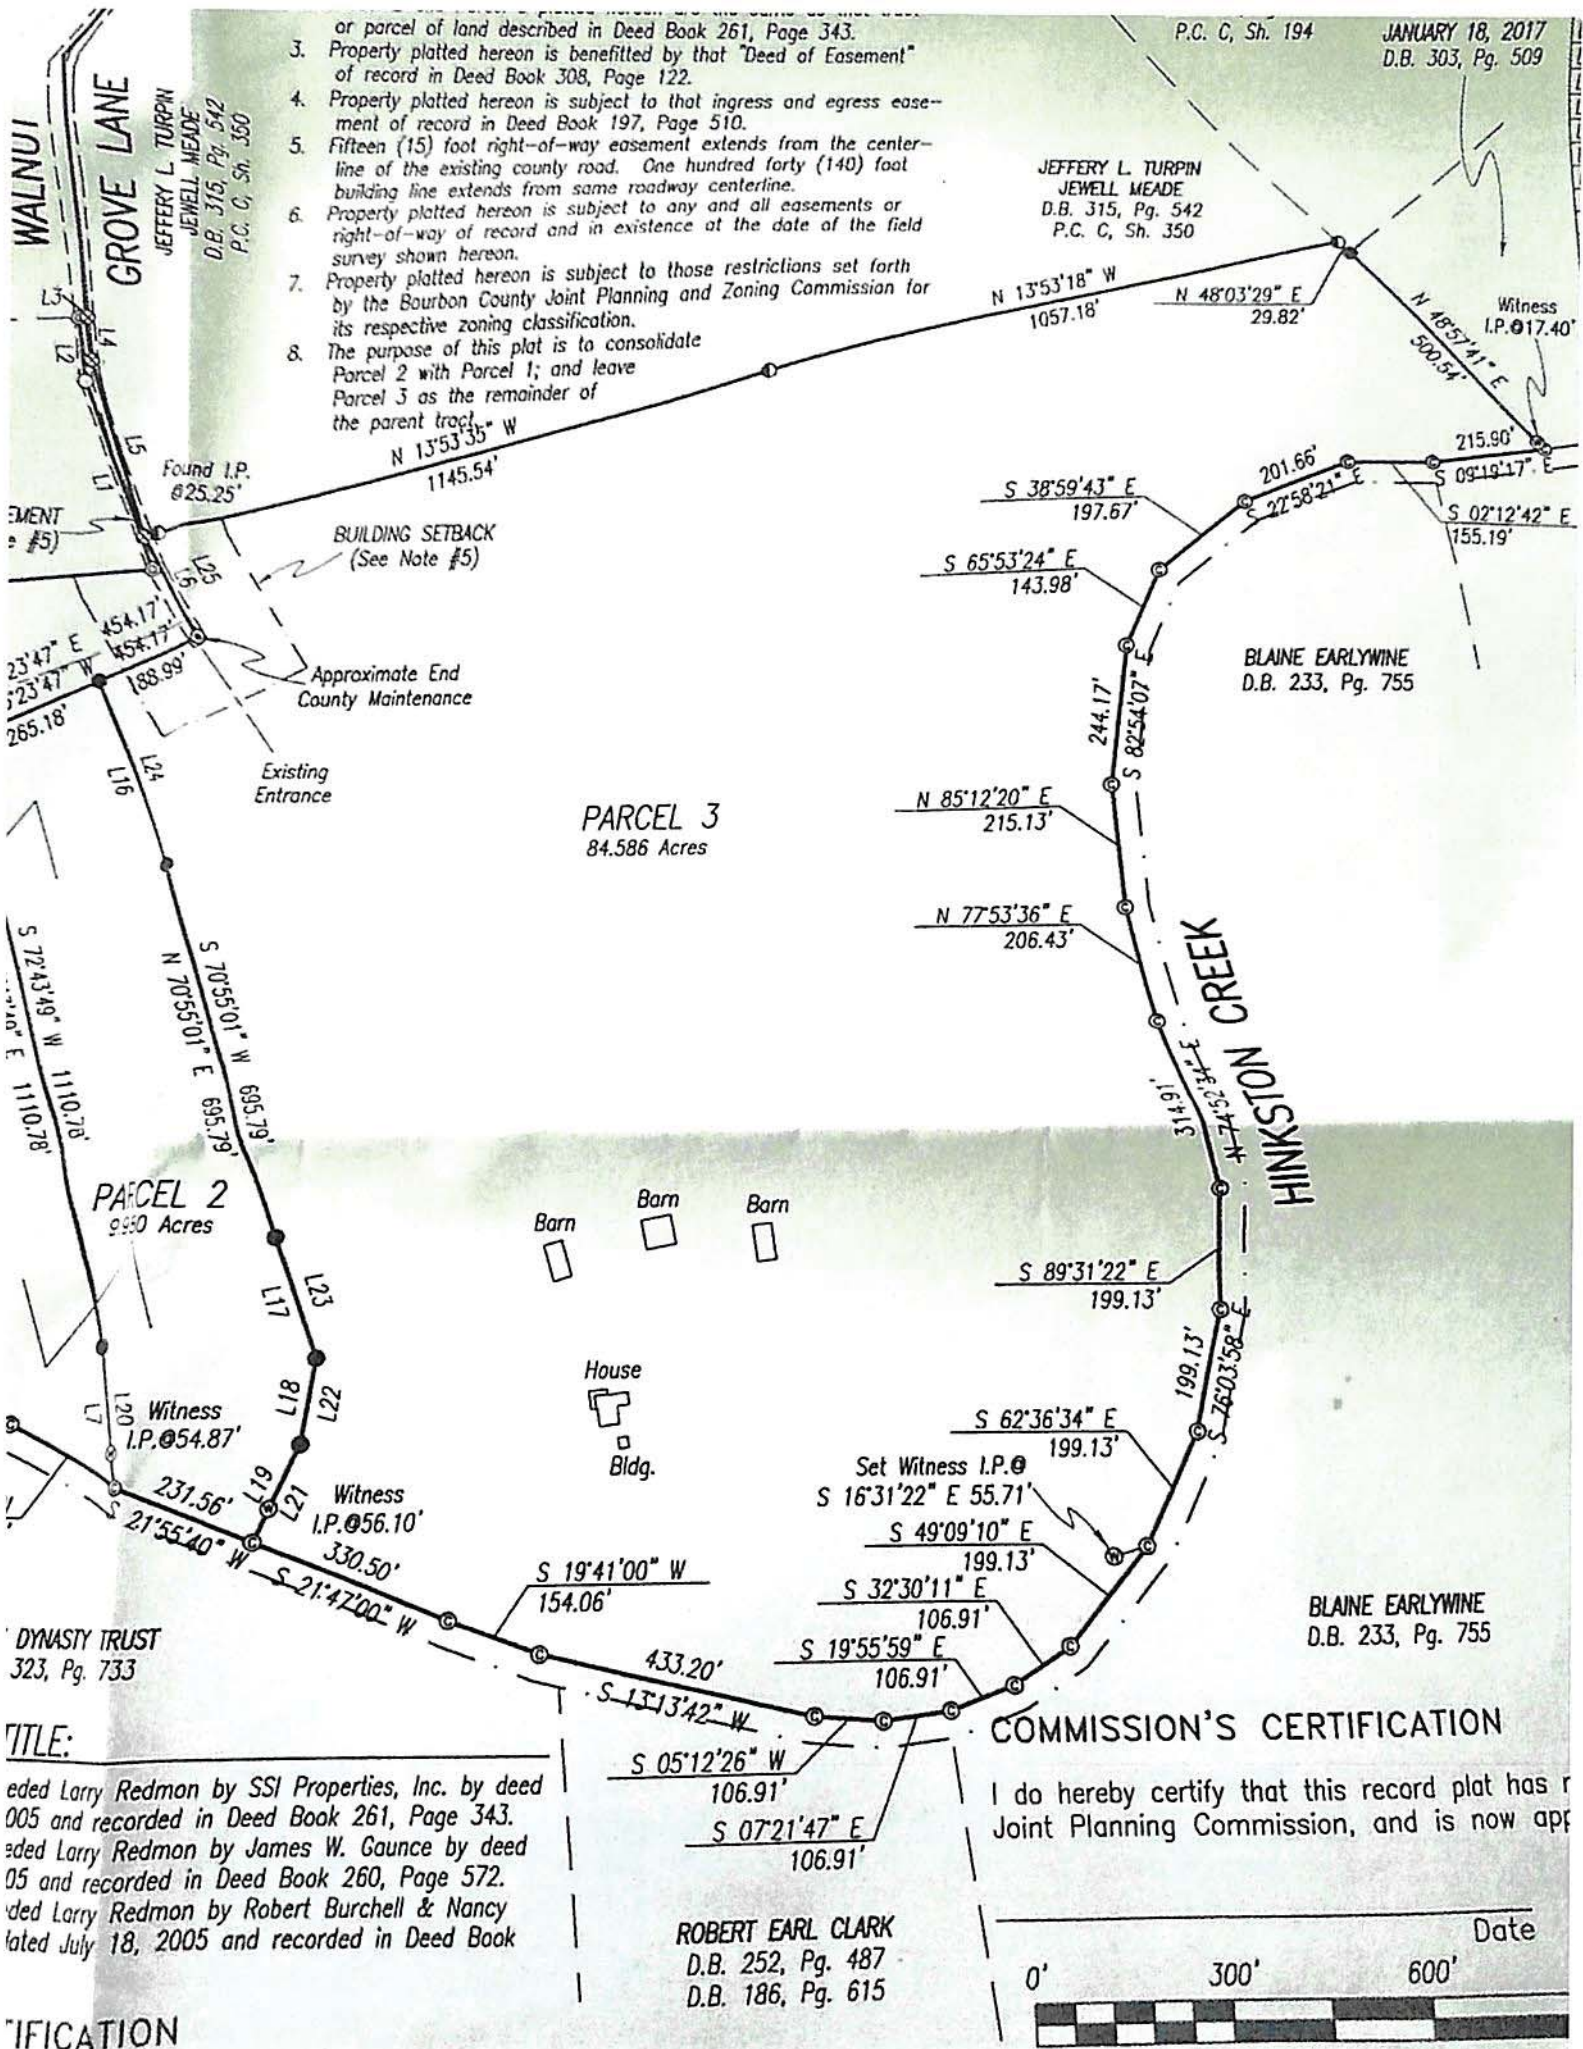 or parcel of land described in Deed Book 261, Page 343.
3. Property platted hereon is benefitted by that "Deed of Easement"
of record in Deed Book 308, Page 122.
4. Property platted hereon is subject to that ingress and egress ease-
ment of record in Deed Book 197, Page 510.
5. Fifteen (15) foot right-of-way easement extends from the center-
line of the existing county road. One hundred forty (140) foot
building line extends from same roadway centerline.
6. Property platted hereon is subject to any and all easements or
right-of-way of record and in existence at the date of the field
survey shown hereon.
7. Property platted hereon is subject to those restrictions set forth
by the Bourbon County Joint Planning and Zoning Commission for
its respective zoning classification.
8. The purpose of this plat is to consolidate
Parcel 2 with Parcel 1; and leave
Parcel 3 as the remainder of
the parent tract.
P.C. C, Sh. 194
JANUARY 18, 2017
D.B. 303, Pg. 509
WALNUT
GROVE LANE
JEFFERY L. TURPIN
JEWELL MEADE
D.B. 315, Pg. 542
P.C. C, Sh. 350
JEFFERY L. TURPIN
JEWELL MEADE
D.B. 315, Pg. 542
P.C. C, Sh. 350
N 13°53'18" W
1057.18'
N 48°03'29" E
29.82'
N 48°57'41" E
500.54'
Witness
I.P.@17.40'
L3
L4
L2
L5
L1
N 13°53'35" W
1145.54'
Found I.P.
@25.25'
EMENT
#5)
BUILDING SETBACK
(See Note #5)
L25
L6
215.90'
S 09°19'17" E
201.66'
S 22°58'21" E
S 02°12'42" E
155.19'
S 38°59'43" E
197.67'
S 65°53'24" E
143.98'
BLAINE EARLYWINE
D.B. 233, Pg. 755
23'47" E
454.17'
23'47" W
454.17'
188.99'
265.18'
Approximate End
County Maintenance
Existing
Entrance
L24
L16
244.17'
S 82°54'07" E
N 85°12'20" E
215.13'
PARCEL 3
84.586 Acres
N 77°53'36" E
206.43'
HINKSTON CREEK
S 72°43'49" W 1110.78'
E 1110.78'
S 70°55'01" W 695.79'
N 70°55'01" E 695.79'
314.91'
N 74°52'34" E
PARCEL 2
9.950 Acres
Barn
Barn
Barn
S 89°31'22" E
199.13'
L23
L17
199.13'
S 76°03'58" E
House
Bldg.
L18
L22
L20
L7
Witness
I.P.@54.87'
S 62°36'34" E
199.13'
Set Witness I.P.@
S 16°31'22" E 55.71'
L19
L21
Witness
I.P.@56.10'
231.56'
S 21°55'40" W
330.50'
S 21°47'00" W
S 49°09'10" E
199.13'
S 19°41'00" W
154.06'
S 32°30'11" E
106.91'
S 19°55'59" E
106.91'
BLAINE EARLYWINE
D.B. 233, Pg. 755
DYNASTY TRUST
323, Pg. 733
433.20'
S 13°13'42" W
S 05°12'26" W
106.91'
S 07°21'47" E
106.91'
TITLE:
eded Larry Redmon by SSI Properties, Inc. by deed
005 and recorded in Deed Book 261, Page 343.
eded Larry Redmon by James W. Gaunce by deed
05 and recorded in Deed Book 260, Page 572.
ded Larry Redmon by Robert Burchell & Nancy
ated July 18, 2005 and recorded in Deed Book
COMMISSION'S CERTIFICATION
I do hereby certify that this record plat has r
Joint Planning Commission, and is now app
ROBERT EARL CLARK
D.B. 252, Pg. 487
D.B. 186, Pg. 615
Date
0' 300' 600'
TIFICATION